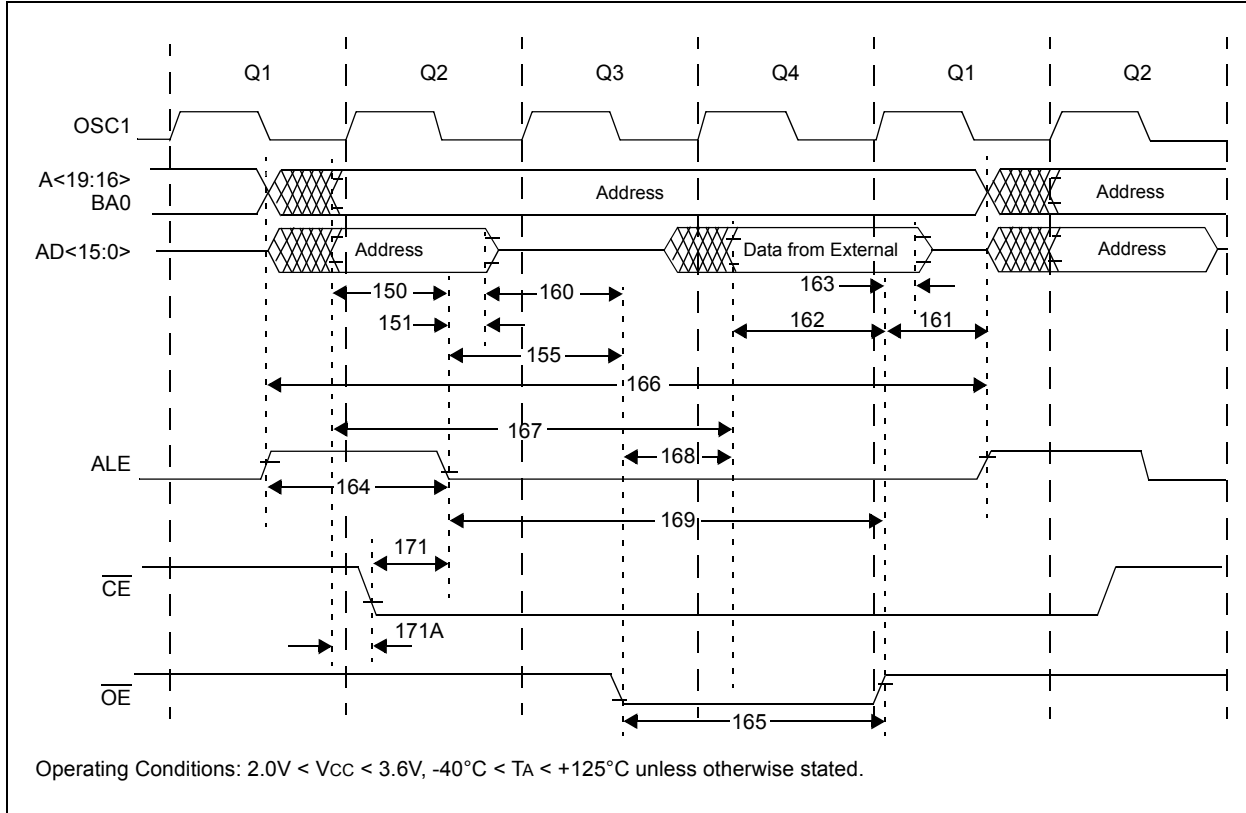 Q1 Q2 Q3 Q4 Q1 Q2
OSC1
A<19:16>
BA0
Address
Address
AD<15:0>
Address
Data from External
Address
150
160
163
151
162
161
155
166
167
ALE
168
164
169
171
CE
171A
OE
165
Operating Conditions: 2.0V < VCC < 3.6V, -40°C < TA < +125°C unless otherwise stated.